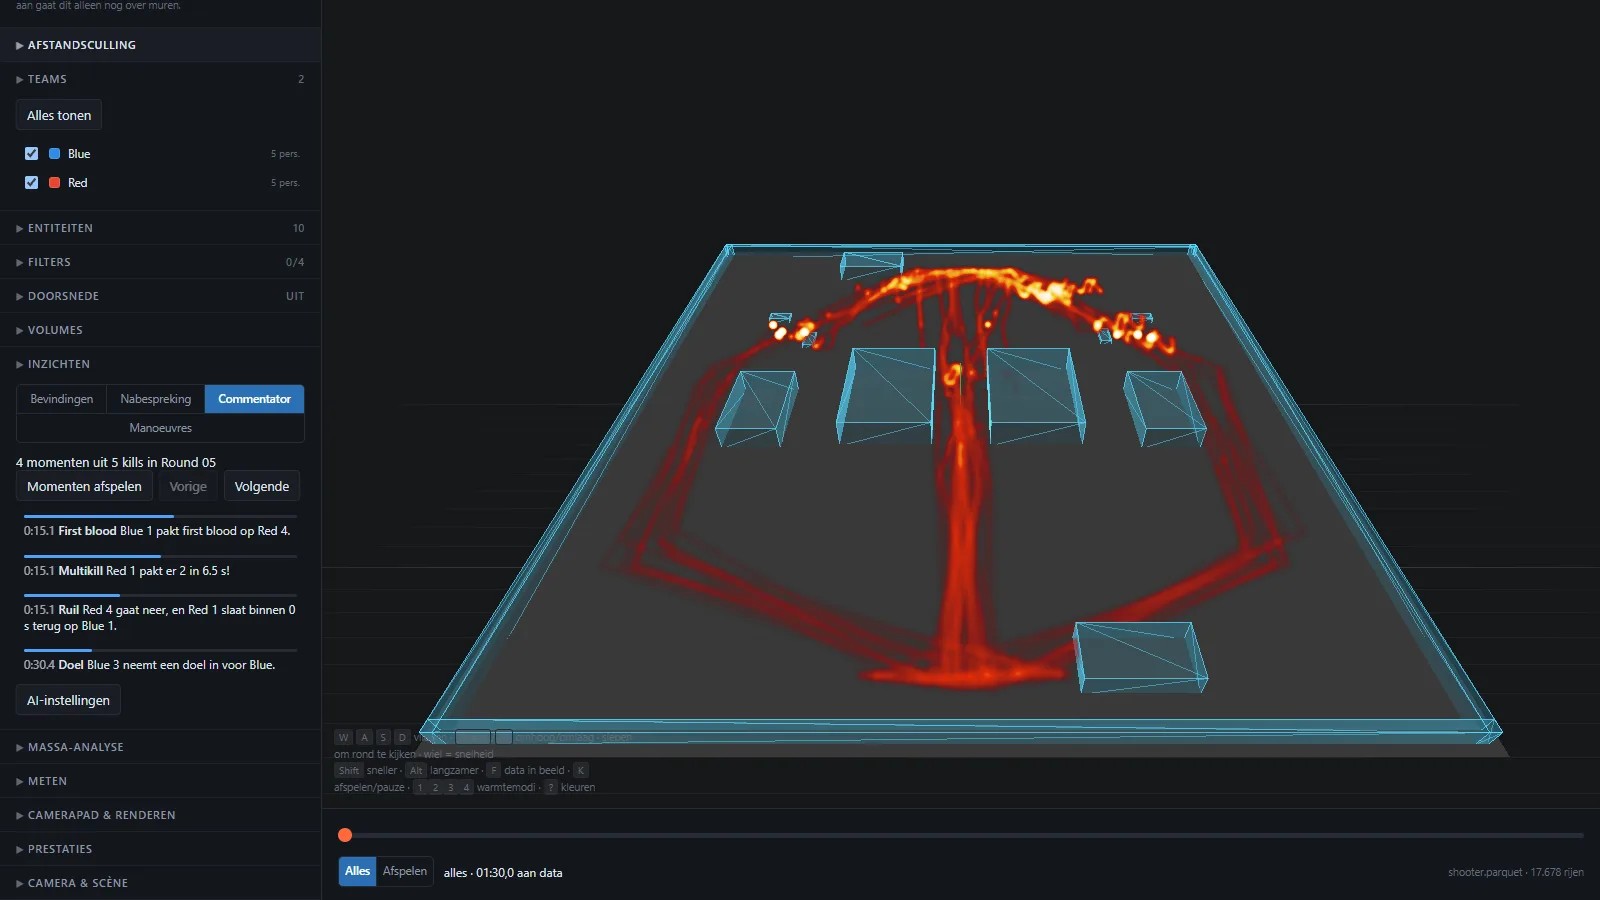 aan gaat dit alleen nog over muren.
AFSTANDSCULLING
TEAMS 2
Alles tonen
Blue 5 pers.
Red 5 pers.
ENTITEITEN 10
FILTERS 0/4
DOORSNEDE UIT
VOLUMES
INZICHTEN
Bevindingen Nabespreking Commentator
Manoeuvres
4 momenten uit 5 kills in Round 05
Momenten afspelen Vorige Volgende
0:15.1 First blood Blue 1 pakt first blood op Red 4.
0:15.1 Multikill Red 1 pakt er 2 in 6.5 s!
0:15.1 Ruil Red 4 gaat neer, en Red 1 slaat binnen 0
s terug op Blue 1.
0:30.4 Doel Blue 3 neemt een doel in voor Blue.
AI-instellingen
MASSA-ANALYSE
METEN
CAMERAPAD & RENDEREN
PRESTATIES
CAMERA & SCÈNE
W A S D omhoog/omlaag · slepen
om rond te kijken · wiel = snelheid
Shift sneller · Alt langzamer · F data in beeld · K
afspelen/pauze · 1 2 3 4 warmtemodi · ? kleuren
Alles Afspelen alles · 01:30,0 aan data
shooter.parquet · 17.678 rijen